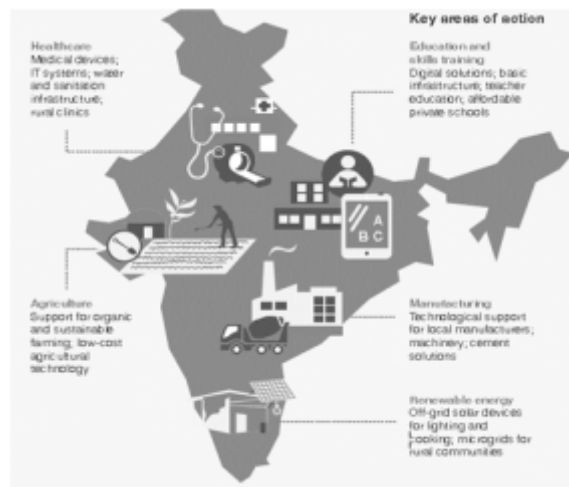 Key areas of action
Healthcare
Medical devices;
IT systems; water
and sanitation
infrastructure;
rural clinics
Education and
skills training
Digital solutions; basic
infrastructure; teacher
education; affordable
private schools
A
B C
Agriculture
Support for organic
and sustainable
farming; low-cost
agricultural
technology
Manufacturing
Technological support
for local manufacturers;
machinery; cement
solutions
Renewable energy
Off-grid solar devices
for lighting and
cooking; microgrids for
rural communities